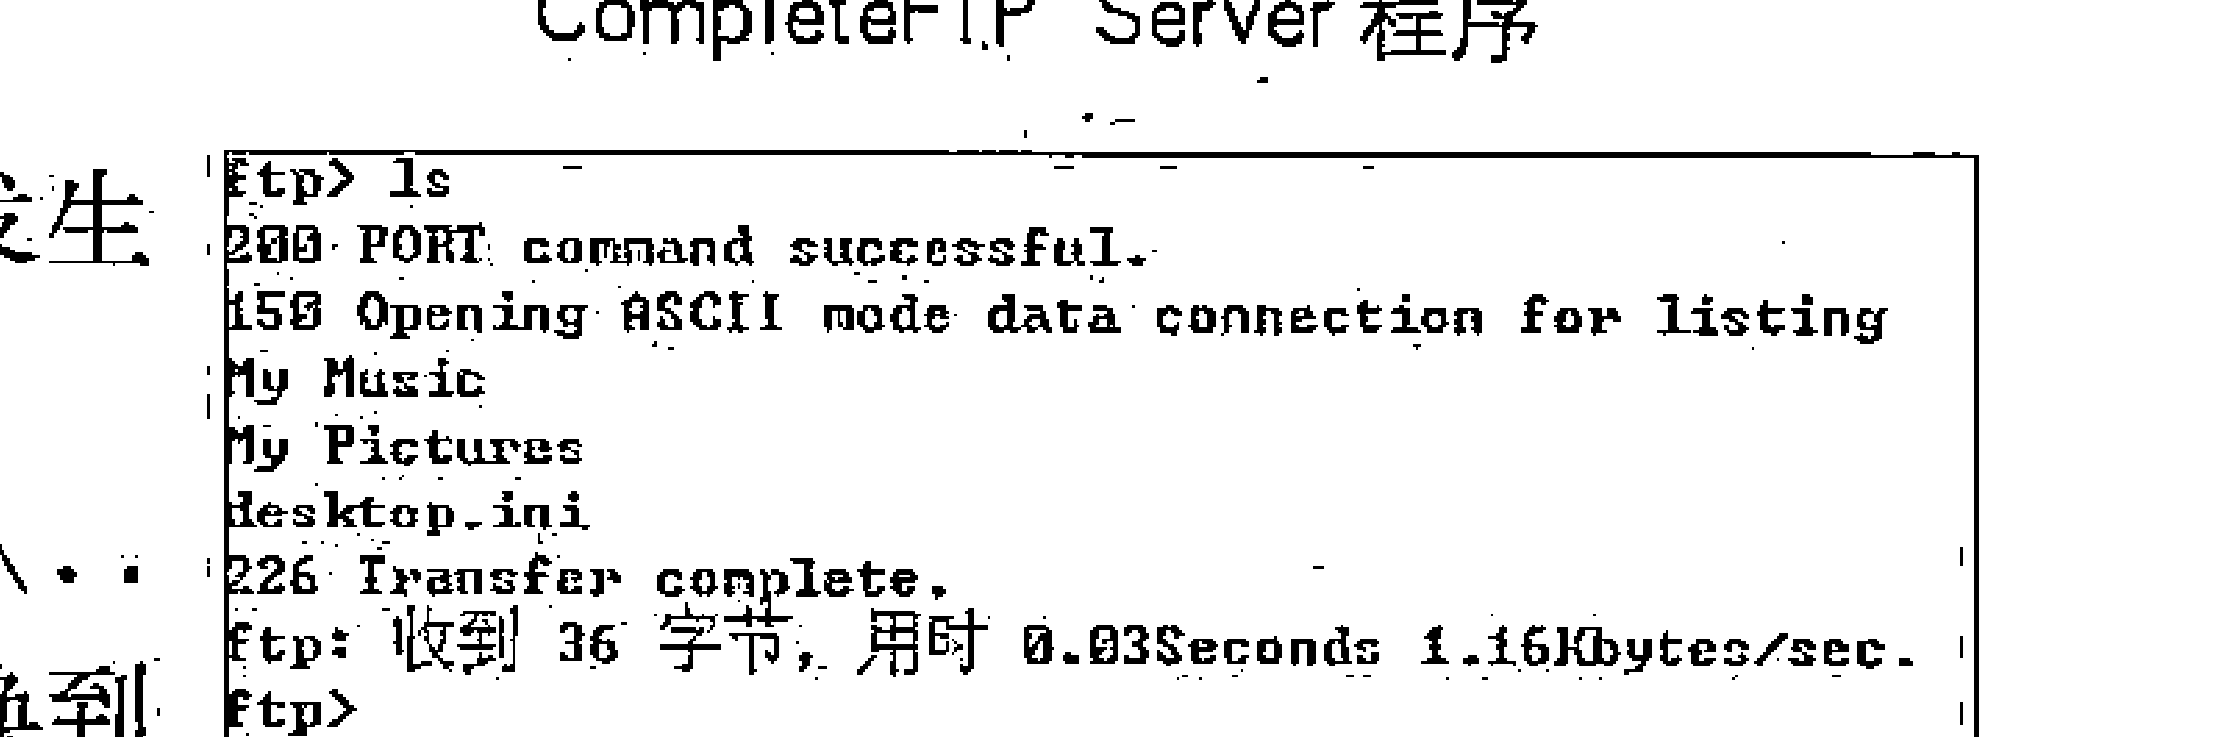 CompleteFTP Server 程序
发生
ftp> ls
200 PORT command successful.
150 Opening ASCII mode data connection for listing
My Music
My Pictures
desktop.ini
\..
226 Transfer complete.
ftp: 收到 36 字节, 用时 0.03Seconds 1.16Kbytes/sec.
到
ftp>